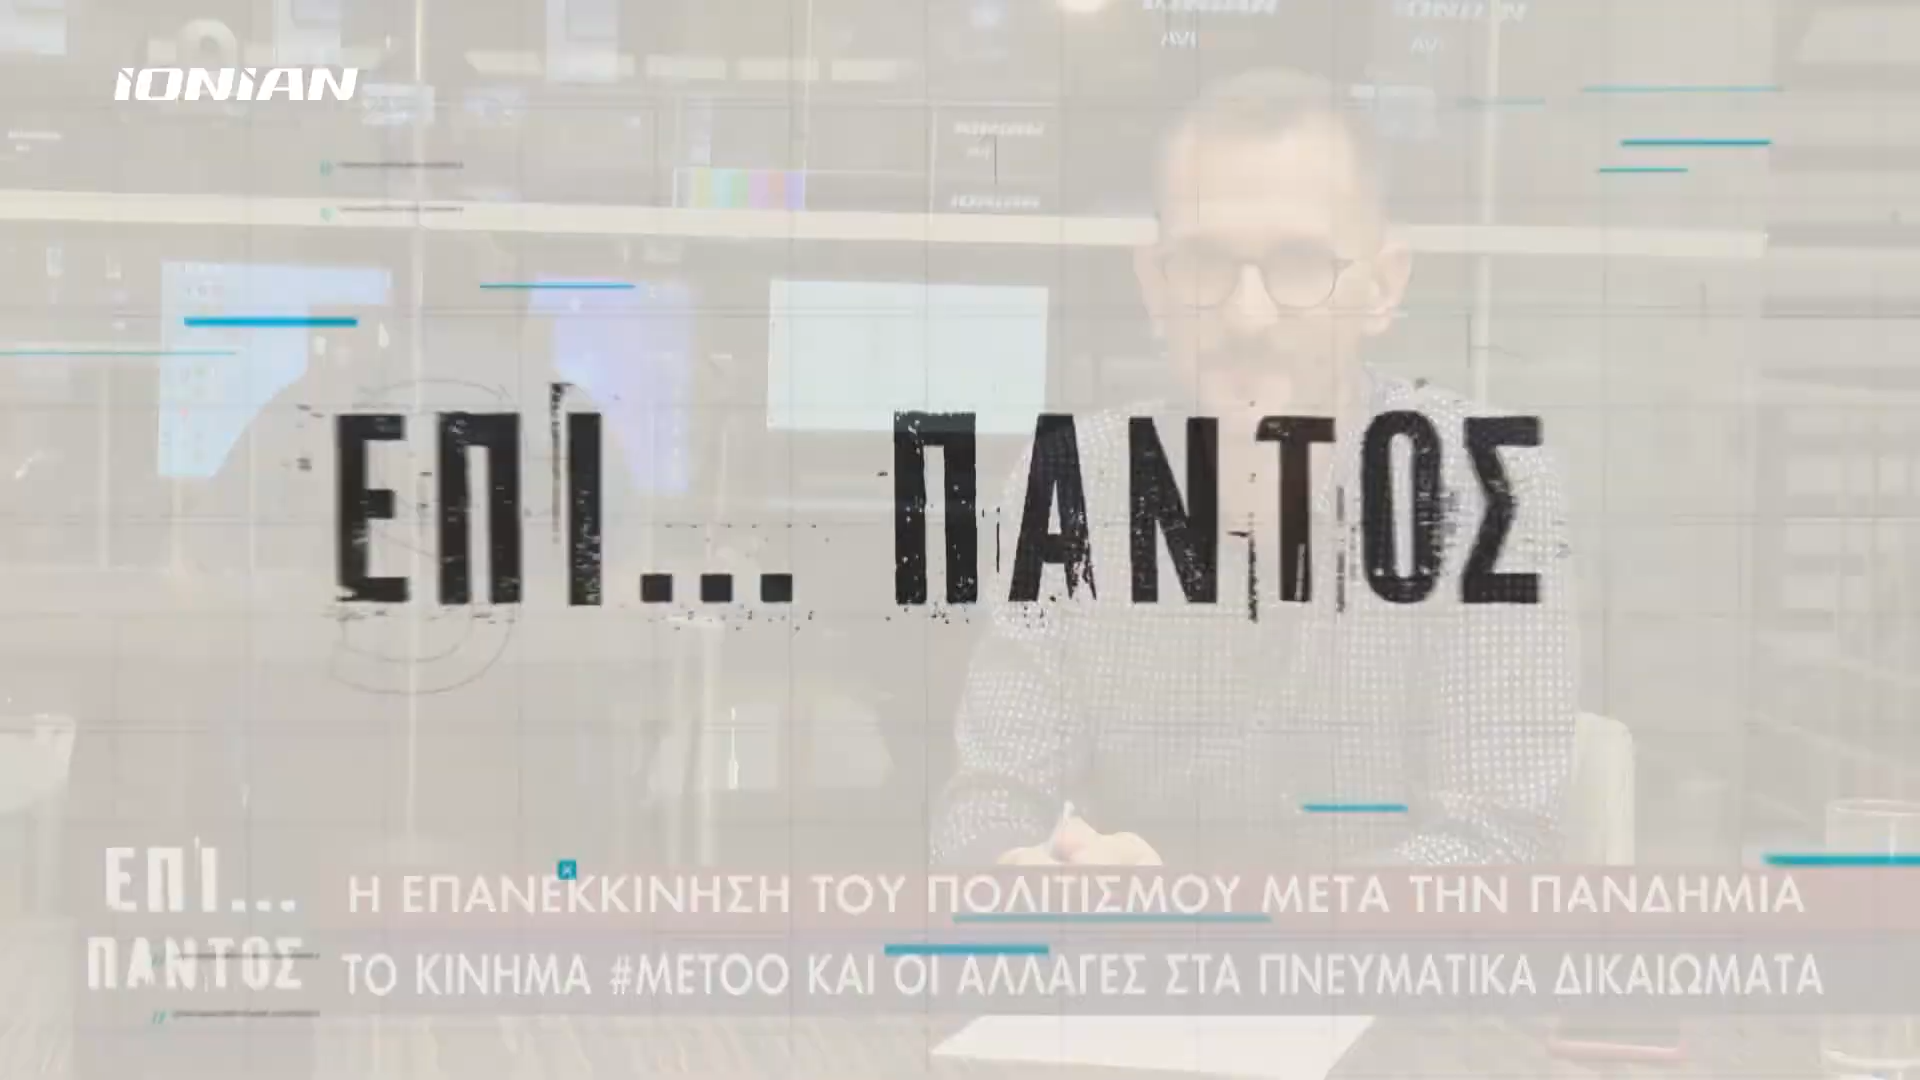 IONIAN
ΕΠΙ... ΠΑΝΤΟΣ
ΕΠΙ...
ΠΑΝΤΟΣ
Η ΕΠΑΝΕΚΚΙΝΗΣΗ ΤΟΥ ΠΟΛΙΤΙΣΜΟΥ ΜΕΤΑ ΤΗΝ ΠΑΝΔΗΜΙΑ
ΤΟ ΚΙΝΗΜΑ #METOO ΚΑΙ ΟΙ ΑΛΛΑΓΕΣ ΣΤΑ ΠΝΕΥΜΑΤΙΚΑ ΔΙΚΑΙΩΜΑΤΑ